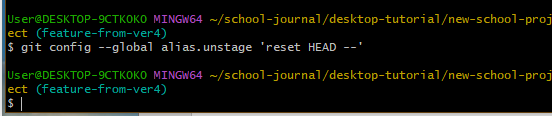 User@DESKTOP-9CTKOKO MINGW64 ~/school-journal/desktop-tutorial/new-school-proj
ect (feature-from-ver4)
$ git config --global alias.unstage 'reset HEAD --'
User@DESKTOP-9CTKOKO MINGW64 ~/school-journal/desktop-tutorial/new-school-proj
ect (feature-from-ver4)
$